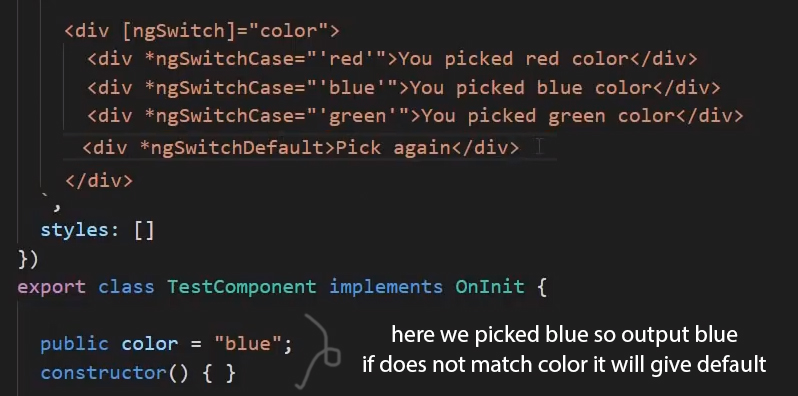 <div [ngSwitch]="color">
<div *ngSwitchCase="'red'">You picked red color</div>
<div *ngSwitchCase="'blue'">You picked blue color</div>
<div *ngSwitchCase="'green'">You picked green color</div>
<div *ngSwitchDefault>Pick again</div>
</div>
`,
styles: []
})
export class TestComponent implements OnInit {
public color = "blue";
constructor() { }
here we picked blue so output blue
if does not match color it will give default